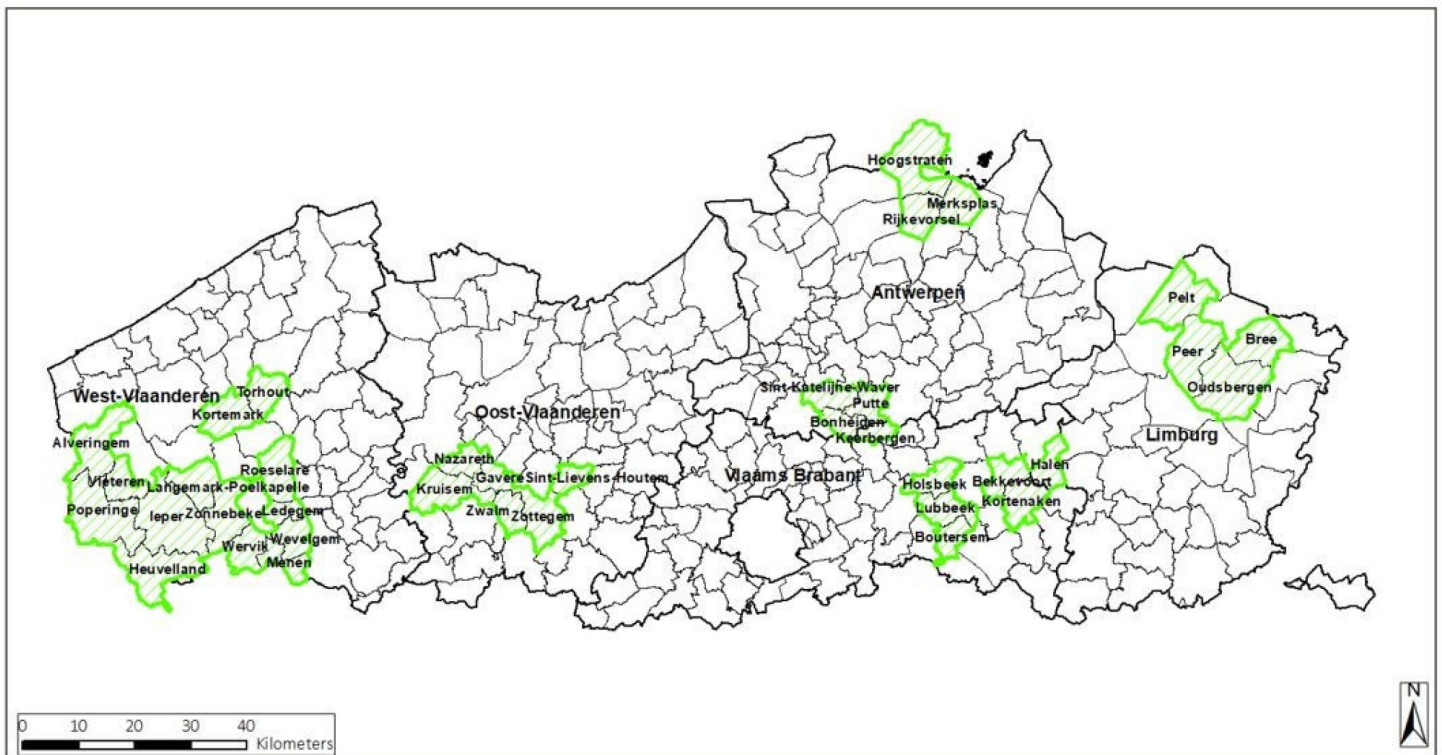 Hoogstraten
Merksplas
Rijkevorsel
Antwerpen
Pelt
Bree
Peer
Oudsbergen
Limburg
Sint-Katelijne-Waver
Putte
Bonheiden
Keerbergen
West-Vlaanderen
Torhout
Kortemark
Alveringem
Oost-Vlaanderen
Vlaams Brabant
Nazareth
Gavere
Sint-Lievens-Houtem
Kruisem
Zwalm
Zottegem
Roeselare
Vleteren
Langemark-Poelkapelle
Poperinge
Ieper
Zonnebeke
Ledegem
Wevelgem
Wervik
Menen
Heuvelland
Halen
Holsbeek
Bekkevoort
Lubbeek
Kortenaken
Boutersem
N
0 10 20 30 40
Kilometers